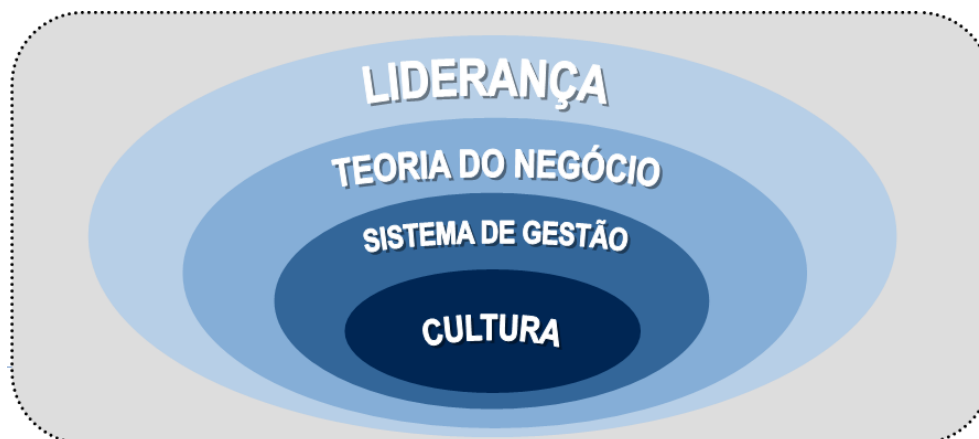 LIDERANÇA
TEORIA DO NEGÓCIO
SISTEMA DE GESTÃO
CULTURA